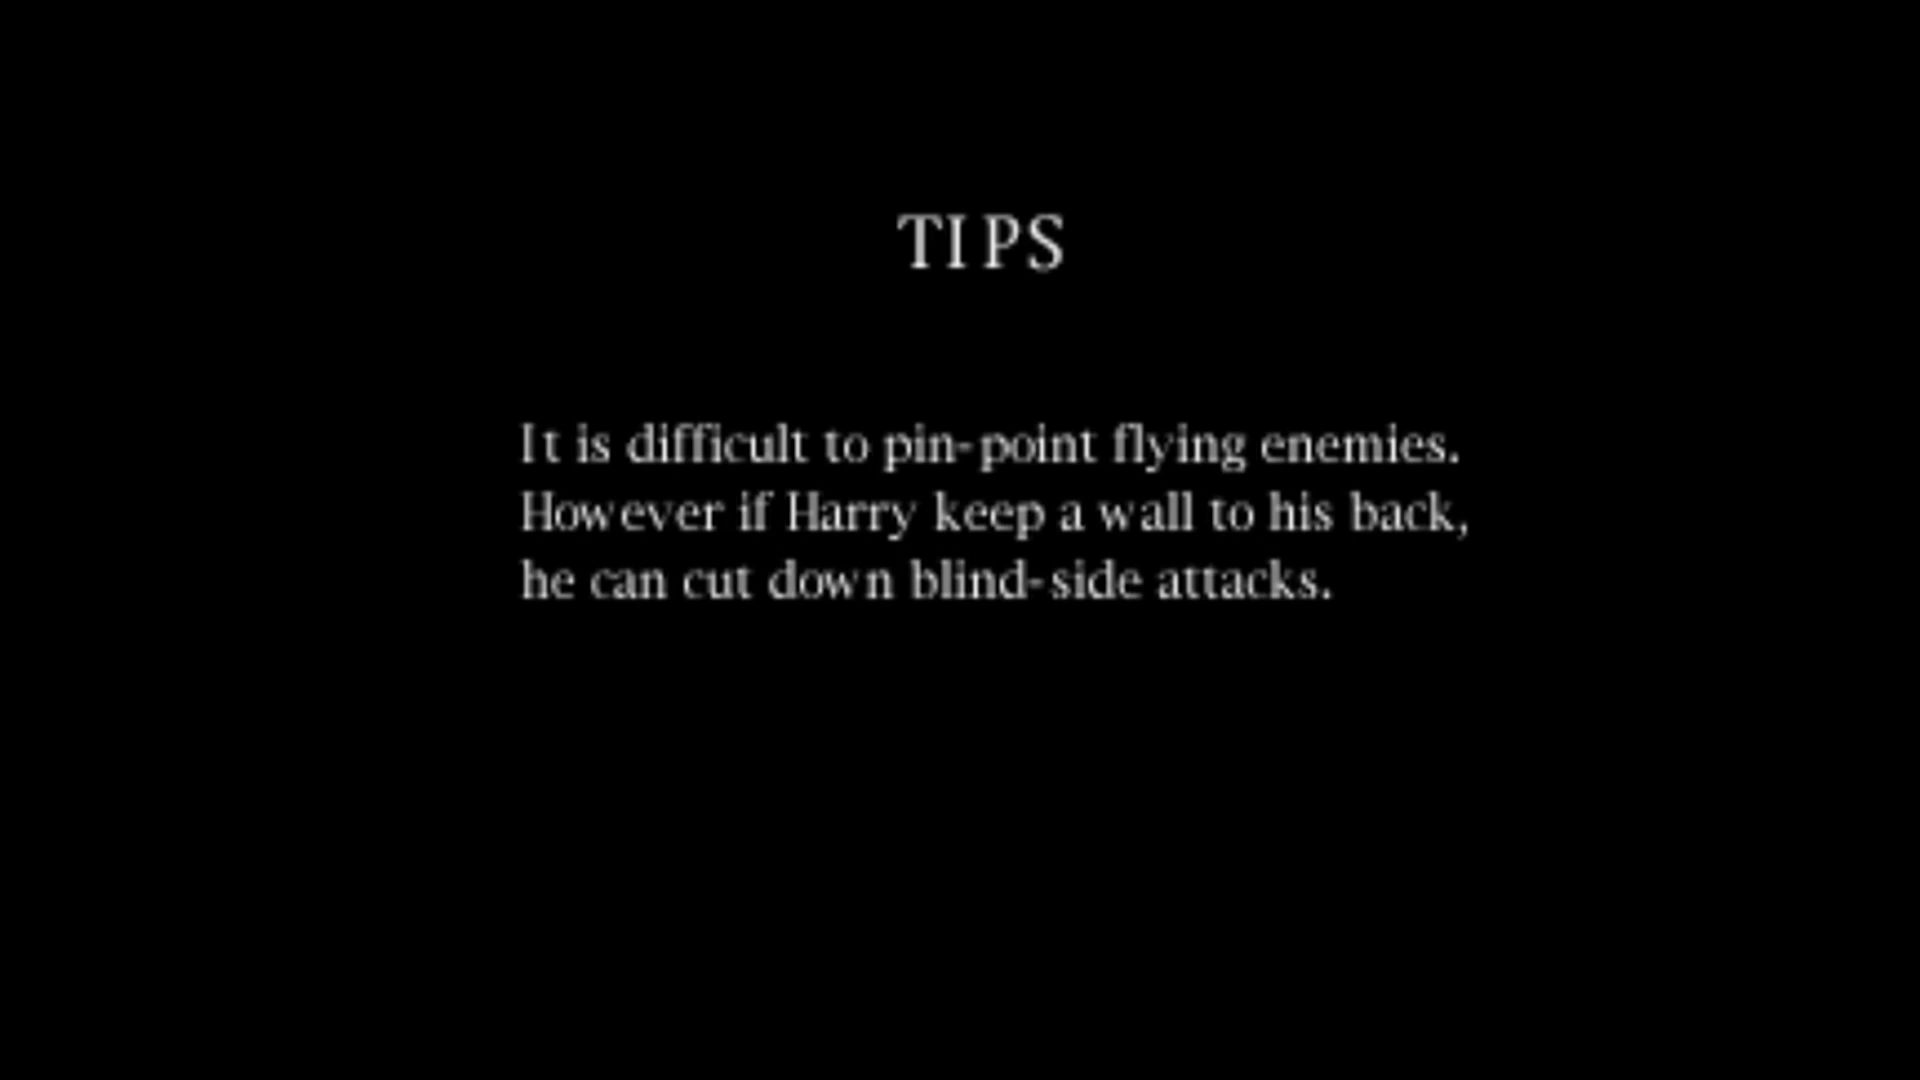 TIPS
It is difficult to pin-point flying enemies.
However if Harry keep a wall to his back,
he can cut down blind-side attacks.